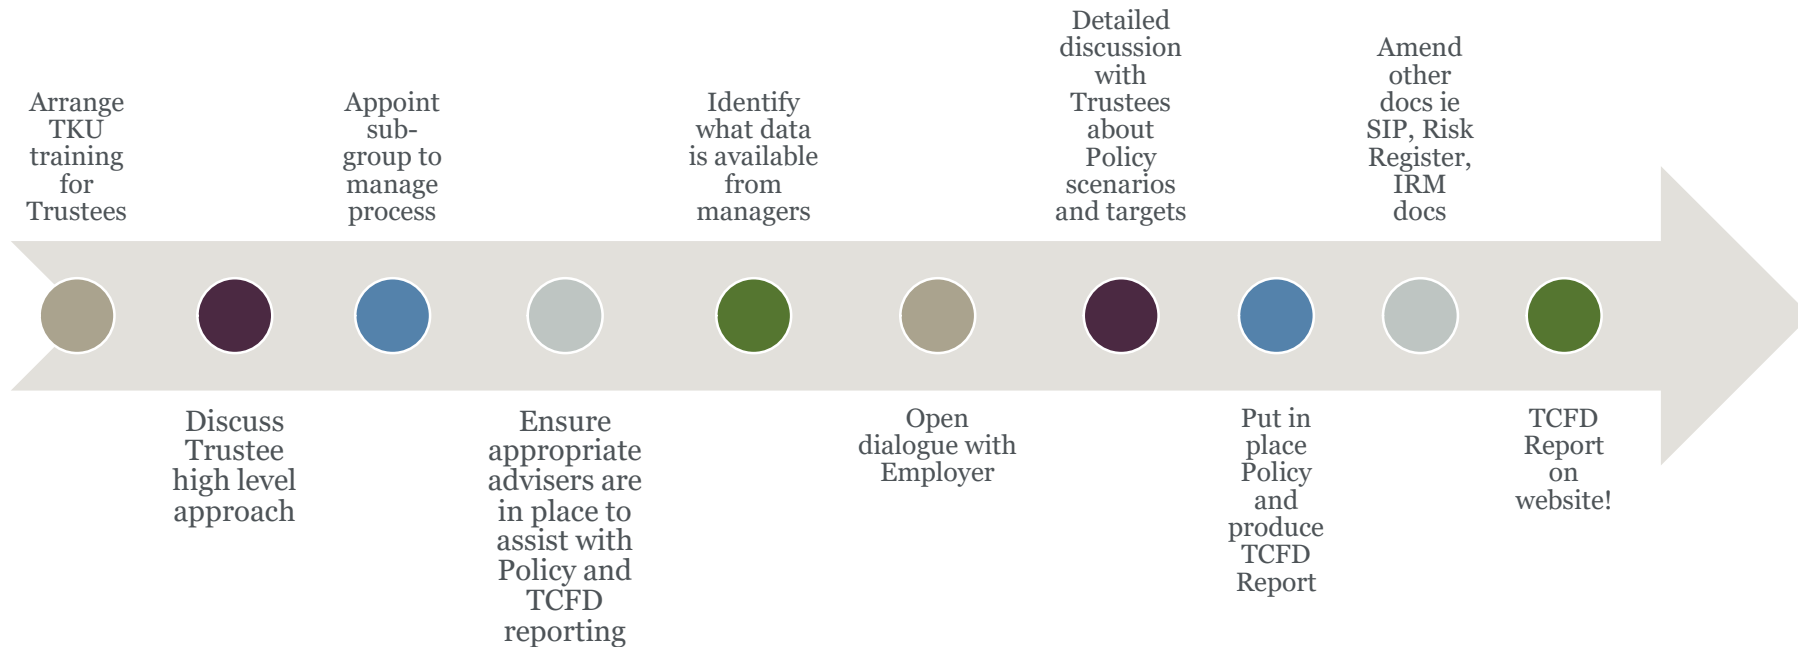 Arrange
TKU
training
for
Trustees
Discuss
Trustee
high level
approach
Appoint
sub-
group to
manage
process
Ensure
appropriate
advisers are
in place to
assist with
Policy and
TCFD
reporting
Identify
what data
is available
from
managers
Open
dialogue with
Employer
Detailed
discussion
with
Trustees
about
Policy
scenarios
and targets
Put in
place
Policy
and
produce
TCFD
Report
Amend
other
docs ie
SIP, Risk
Register,
IRM
docs
TCFD
Report
on
website!